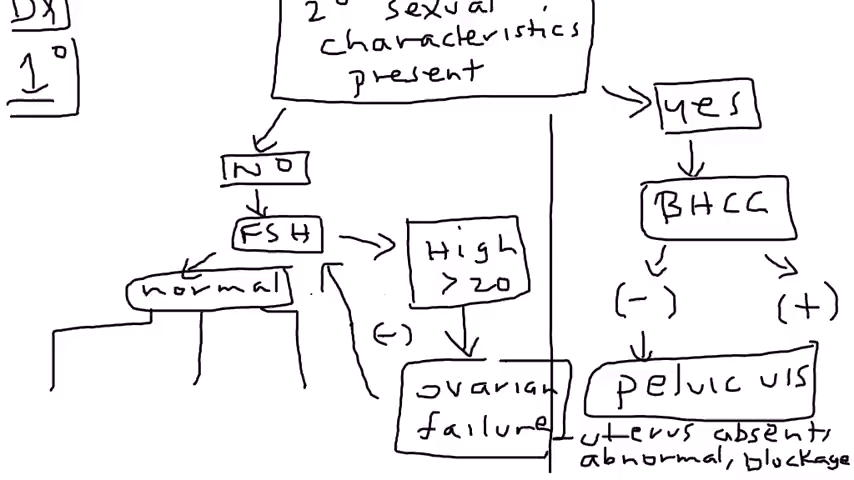 DX
1°
2° sexual
characteristics
present
yes
NO
BHCG
FSH
High
> 20
normal
(-)
(-)
(+)
ovarian
failure
pelvic u/s
uterus absent,
abnormal, blockage